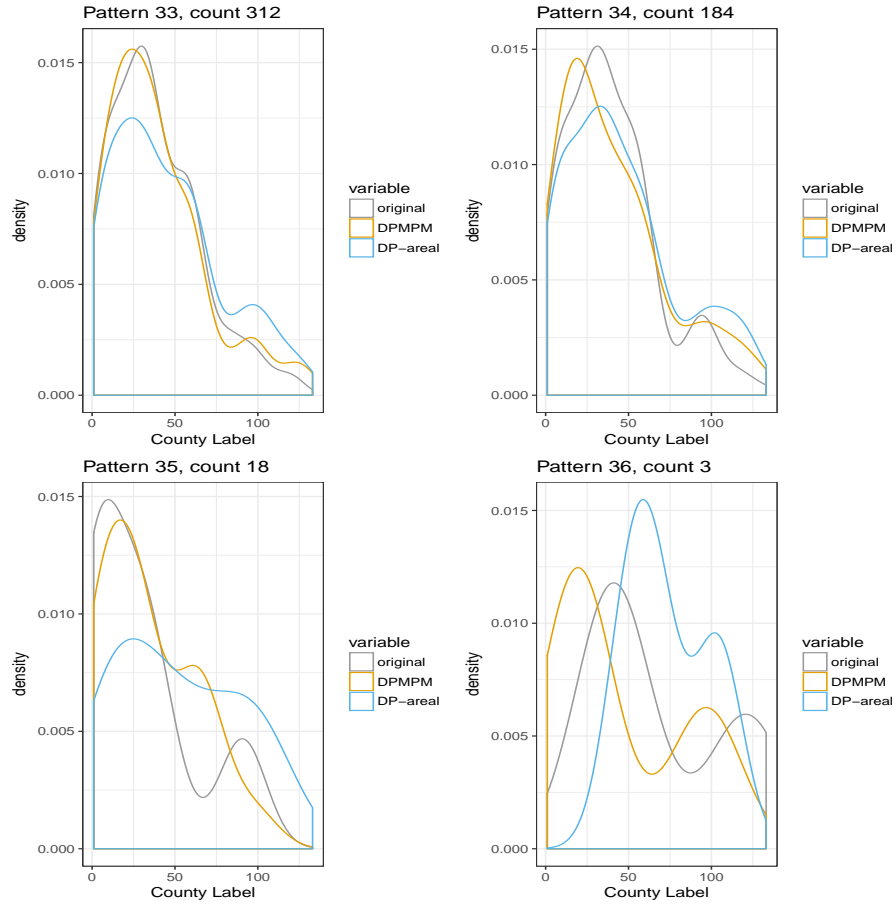 Pattern 33, count 312
0.015
0.010
0.005
0.000
density
0
50
100
County Label
variable
original
DPMPM
DP−areal
Pattern 34, count 184
0.015
0.010
0.005
0.000
density
0
50
100
County Label
variable
original
DPMPM
DP−areal
Pattern 35, count 18
0.015
0.010
0.005
0.000
density
0
50
100
County Label
variable
original
DPMPM
DP−areal
Pattern 36, count 3
0.015
0.010
0.005
0.000
density
0
50
100
County Label
variable
original
DPMPM
DP−areal